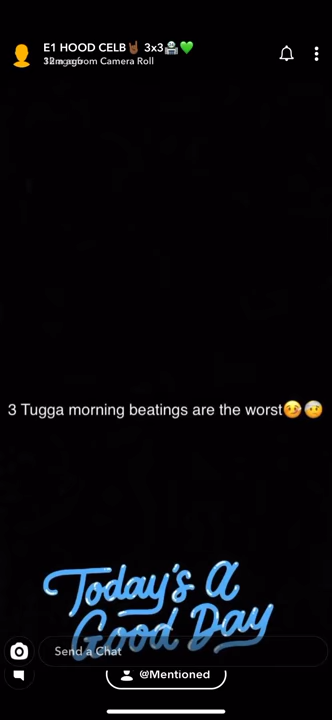 E1 HOOD CELB🤘🏾 3x3🪦💚
from Camera Roll
3 Tugga morning beatings are the worst🤒🤕
Today's A
Good Day
Send a Chat
@Mentioned